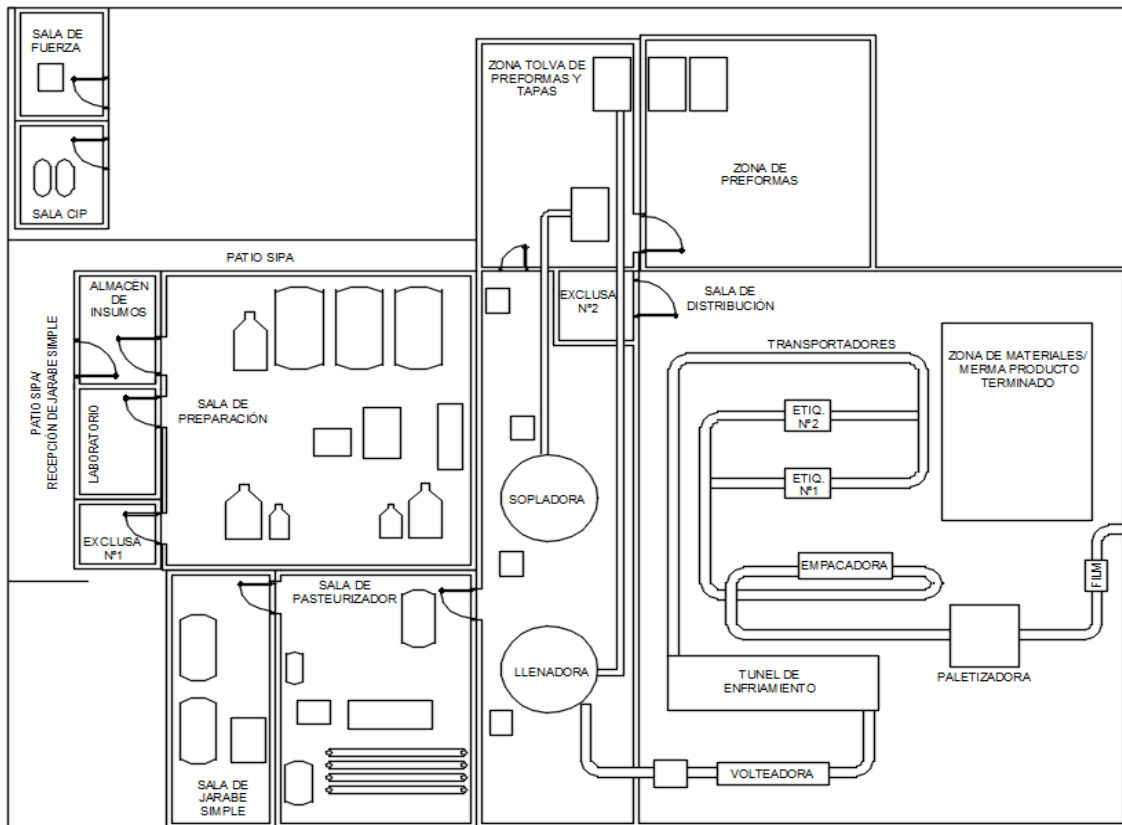 SALA DE
FUERZA
SALA CIP
ZONA TOLVA DE
PREFORMAS Y
TAPAS
ZONA DE
PREFORMAS
PATIO SIPA
ALMACÉN
DE
INSUMOS
PATIO SIPA/
RECEPCIÓN DE JARABE SIMPLE
LABORATORIO
EXCLUSA
Nº1
SALA DE
PREPARACIÓN
EXCLUSA
Nº2
SALA DE
DISTRIBUCIÓN
TRANSPORTADORES
ZONA DE MATERIALES/
MERMA PRODUCTO
TERMINADO
ETIQ.
Nº2
ETIQ.
Nº1
SOPLADORA
EMPACADORA
FILM
SALA DE
PASTEURIZADOR
LLENADORA
TUNEL DE
ENFRIAMIENTO
PALETIZADORA
VOLTEADORA
SALA DE
JARABE
SIMPLE